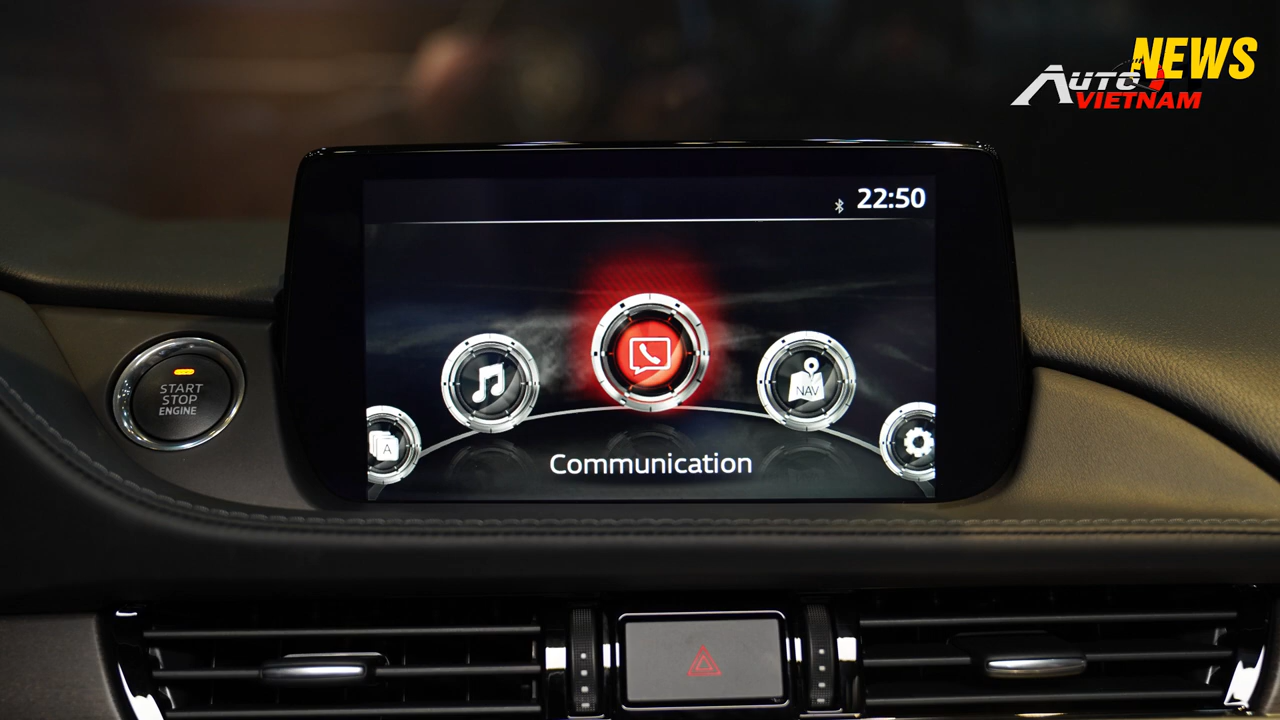 NEWS
AUTO
VIETNAM
22:50
START
STOP
ENGINE
A
NAV
Communication